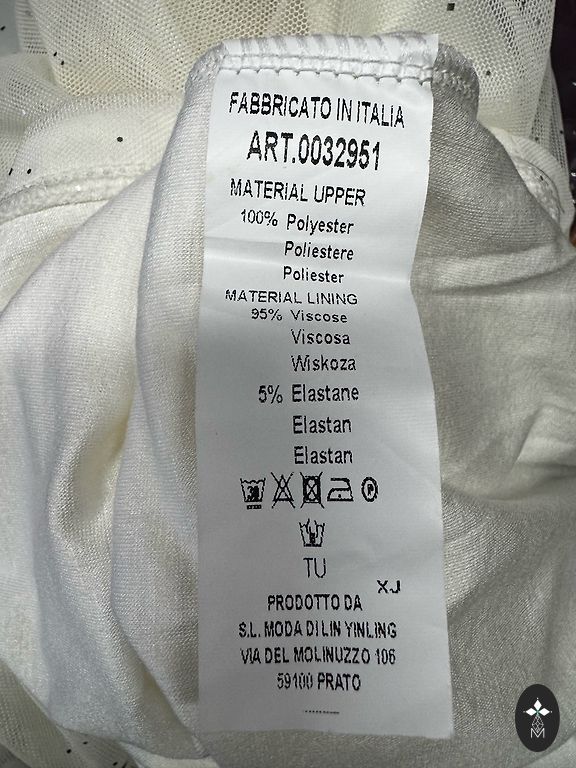 FABBRICATO IN ITALIA
ART.0032951
MATERIAL UPPER
100% Polyester
Poliestere
Poliester
MATERIAL LINING
95% Viscose
Viscosa
Wiskoza
5% Elastane
Elastan
Elastan
30 P
TU
XJ
PRODOTTO DA
S.L. MODA DI LIN YINLING
VIA DEL MOLINUZZO 106
59100 PRATO
M